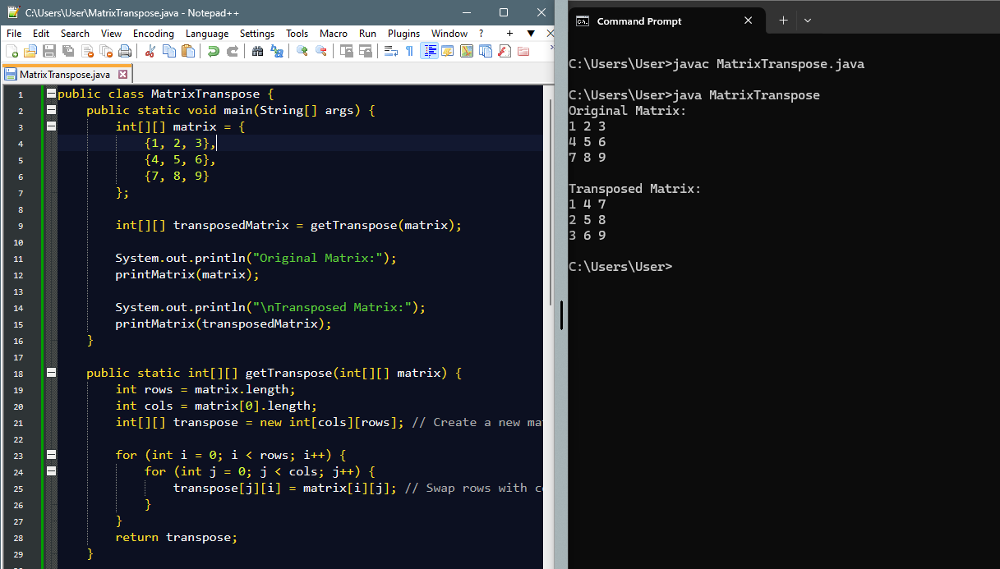 C:\Users\User\MatrixTranspose.java - Notepad++
File Edit Search View Encoding Language Settings Tools Macro Run Plugins Window ? + ▼ ✕
MatrixTranspose.java
1 public class MatrixTranspose {
2     public static void main(String[] args) {
3         int[][] matrix = {
4             {1, 2, 3},
5             {4, 5, 6},
6             {7, 8, 9}
7         };
8
9         int[][] transposedMatrix = getTranspose(matrix);
10
11         System.out.println("Original Matrix:");
12         printMatrix(matrix);
13
14         System.out.println("\nTransposed Matrix:");
15         printMatrix(transposedMatrix);
16     }
17
18     public static int[][] getTranspose(int[][] matrix) {
19         int rows = matrix.length;
20         int cols = matrix[0].length;
21         int[][] transpose = new int[cols][rows]; // Create a new
22
23         for (int i = 0; i < rows; i++) {
24             for (int j = 0; j < cols; j++) {
25                 transpose[j][i] = matrix[i][j]; // Swap rows with
26             }
27         }
28         return transpose;
29     }
Command Prompt
C:\Users\User>javac MatrixTranspose.java
C:\Users\User>java MatrixTranspose
Original Matrix:
1 2 3
4 5 6
7 8 9
Transposed Matrix:
1 4 7
2 5 8
3 6 9
C:\Users\User>